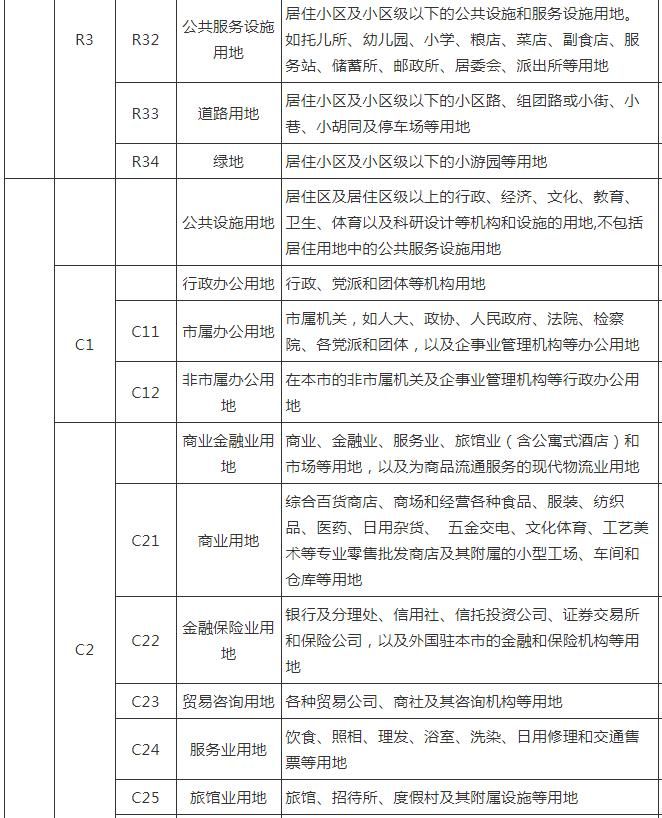 R3
R32
公共服务设施
用地
居住小区及小区级以下的公共设施和服务设施用地。
如托儿所、幼儿园、小学、粮店、菜店、副食店、服
务站、储蓄所、邮政所、居委会、派出所等用地
R33
道路用地
居住小区及小区级以下的小区路、组团路或小街、小
巷、小胡同及停车场等用地
R34
绿地
居住小区及小区级以下的小游园等用地
公共设施用地
居住区及居住区级以上的行政、经济、文化、教育、
卫生、体育以及科研设计等机构和设施的用地,不包括
居住用地中的公共服务设施用地
C1
行政办公用地
行政、党派和团体等机构用地
C11
市属办公用地
市属机关，如人大、政协、人民政府、法院、检察
院、各党派和团体，以及企事业管理机构等办公用地
C12
非市属办公用
地
在本市的非市属机关及企事业管理机构等行政办公用
地
C2
商业金融业用
地
商业、金融业、服务业、旅馆业（含公寓式酒店）和
市场等用地，以及为商品流通服务的现代物流业用地
C21
商业用地
综合百货商店、商场和经营各种食品、服装、纺织
品、医药、日用杂货、 五金交电、文化体育、工艺美
术等专业零售批发商店及其附属的小型工场、车间和
仓库等用地
C22
金融保险业用
地
银行及分理处、信用社、信托投资公司、证券交易所
和保险公司，以及外国驻本市的金融和保险机构等用
地
C23
贸易咨询用地
各种贸易公司、商社及其咨询机构等用地
C24
服务业用地
饮食、照相、理发、浴室、洗染、日用修理和交通售
票等用地
C25
旅馆业用地
旅馆、招待所、度假村及其附属设施等用地